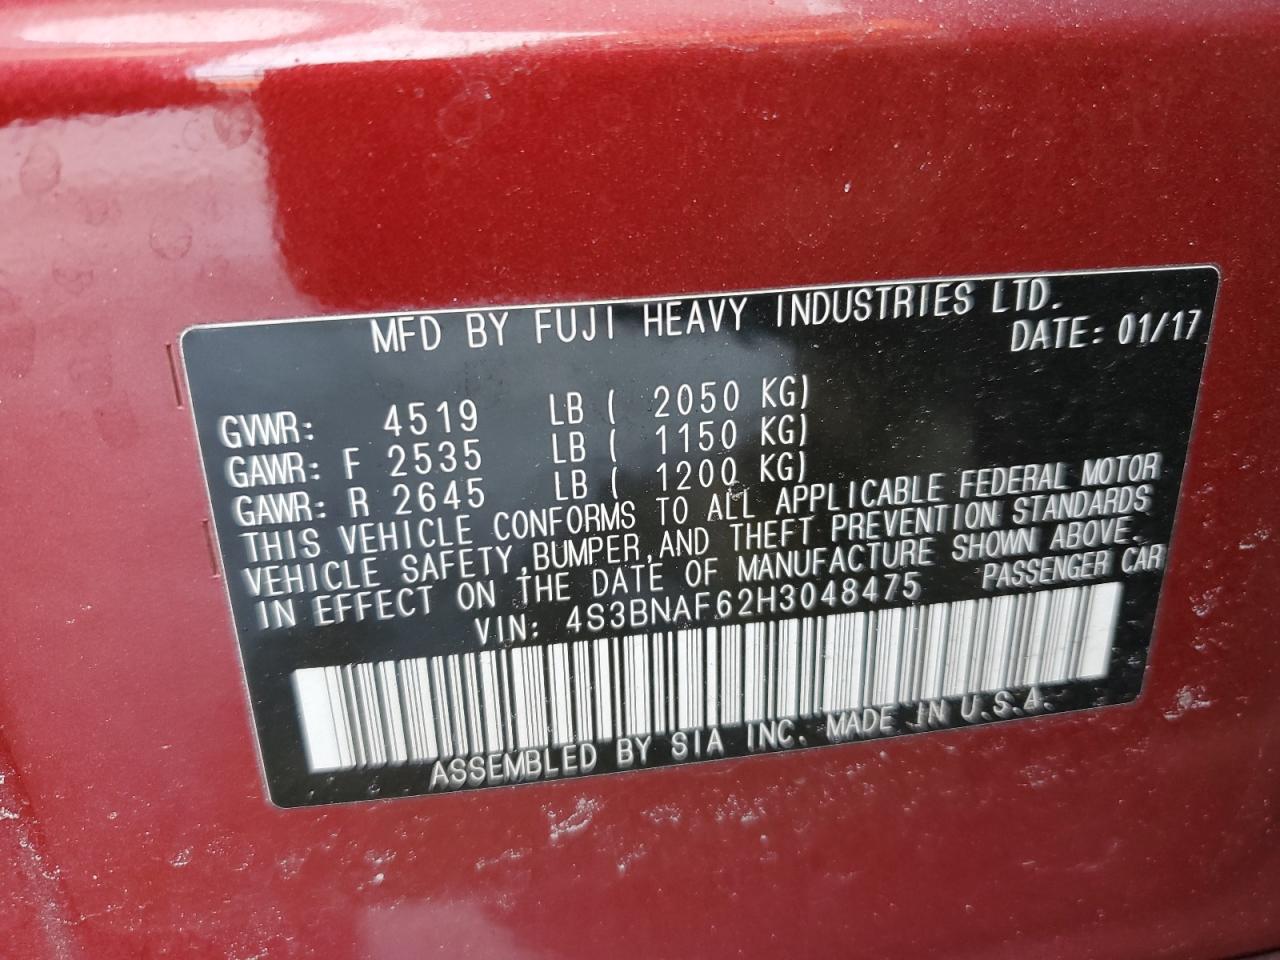 MFD BY FUJI HEAVY INDUSTRIES LTD.
DATE: 01/17
GVWR: 4519 LB ( 2050 KG)
GAWR: F 2535 LB ( 1150 KG)
GAWR: R 2645 LB ( 1200 KG)
THIS VEHICLE CONFORMS TO ALL APPLICABLE FEDERAL MOTOR
VEHICLE SAFETY, BUMPER, AND THEFT PREVENTION STANDARDS
IN EFFECT ON THE DATE OF MANUFACTURE SHOWN ABOVE.
VIN: 4S3BNAF62H3048475 PASSENGER CAR
ASSEMBLED BY SIA INC. MADE IN U.S.A.